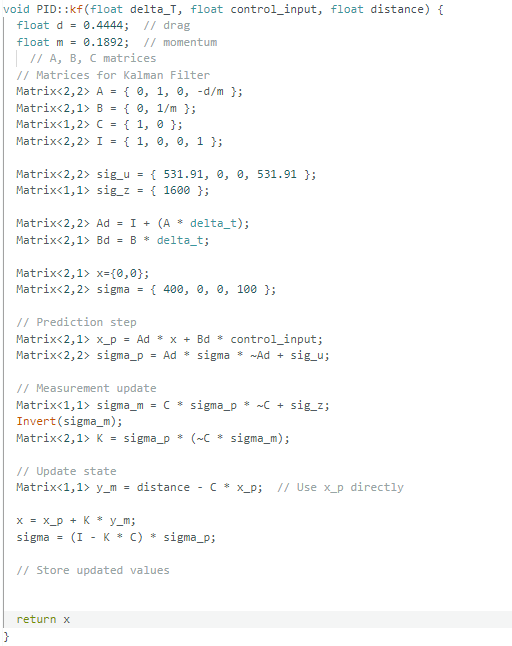 void PID::kf(float delta_T, float control_input, float distance) {
float d = 0.4444;  // drag
float m = 0.1892;  // momentum
// A, B, C matrices
// Matrices for Kalman Filter
Matrix<2,2> A = { 0, 1, 0, -d/m };
Matrix<2,1> B = { 0, 1/m };
Matrix<1,2> C = { 1, 0 };
Matrix<2,2> I = { 1, 0, 0, 1 };
Matrix<2,2> sig_u = { 531.91, 0, 0, 531.91 };
Matrix<1,1> sig_z = { 1600 };
Matrix<2,2> Ad = I + (A * delta_t);
Matrix<2,1> Bd = B * delta_t;
Matrix<2,1> x={0,0};
Matrix<2,2> sigma = { 400, 0, 0, 100 };
// Prediction step
Matrix<2,1> x_p = Ad * x + Bd * control_input;
Matrix<2,2> sigma_p = Ad * sigma * ~Ad + sig_u;
// Measurement update
Matrix<1,1> sigma_m = C * sigma_p * ~C + sig_z;
Invert(sigma_m);
Matrix<2,1> K = sigma_p * (~C * sigma_m);
// Update state
Matrix<1,1> y_m = distance - C * x_p;  // Use x_p directly
x = x_p + K * y_m;
sigma = (I - K * C) * sigma_p;
// Store updated values
return x
}